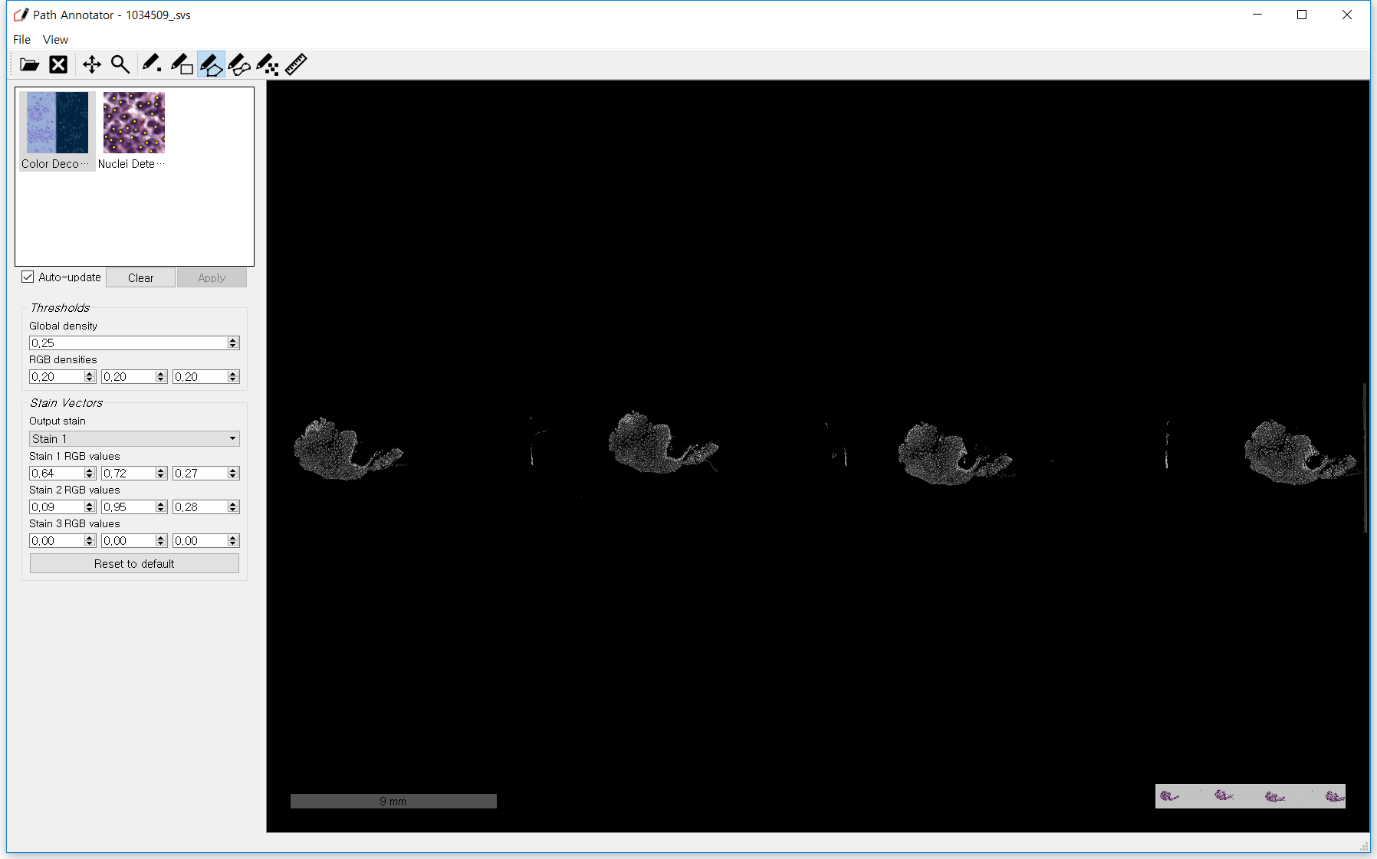 Path Annotator - 1034509_.svs
File View
Color Deco··· Nuclei Dete···
Auto-update Clear Apply
Thresholds
Global density
0,25
RGB densities
0,20 0,20 0,20
Stain Vectors
Output stain
Stain 1
Stain 1 RGB values
0,64 0,72 0,27
Stain 2 RGB values
0,09 0,95 0,28
Stain 3 RGB values
0,00 0,00 0,00
Reset to default
9 mm